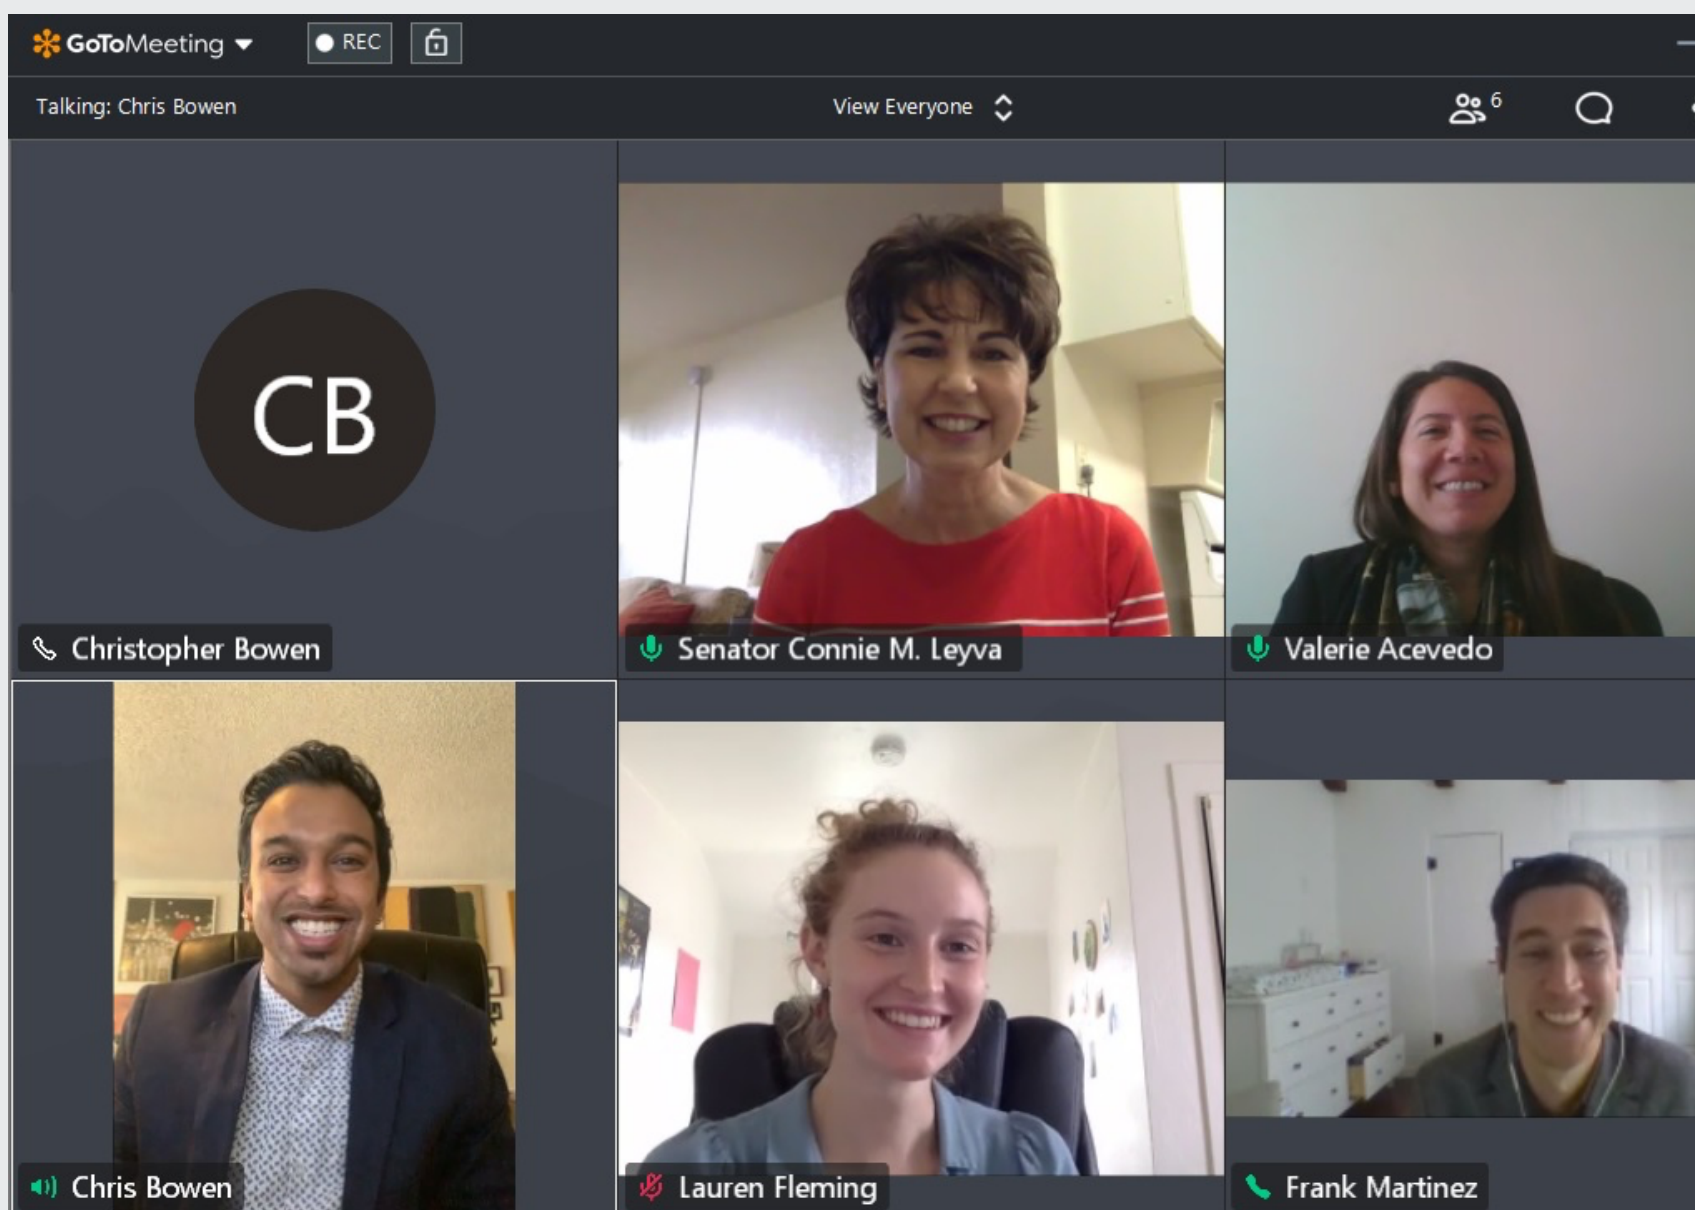 GoToMeeting
REC
Talking: Chris Bowen
View Everyone
6
CB
Christopher Bowen
Senator Connie M. Leyva
Valerie Acevedo
Chris Bowen
Lauren Fleming
Frank Martinez